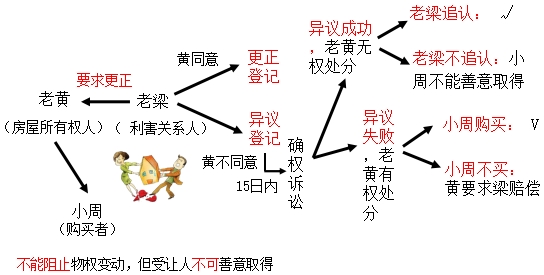 要求更正
老黄
老梁
(房屋所有权人)
( 利害关系人)
小周
(购买者)
黄同意
更正
登记
异议
登记
黄不同意
15日内
确
权
诉
讼
异议成功
，老黄无
权处分
老梁追认： √
老梁不追认：小
周不能善意取得
异议
失败
，老
黄有
权处
分
小周购买： V
小周不买：
黄要求梁赔偿
不能阻止物权变动，但受让人不可善意取得